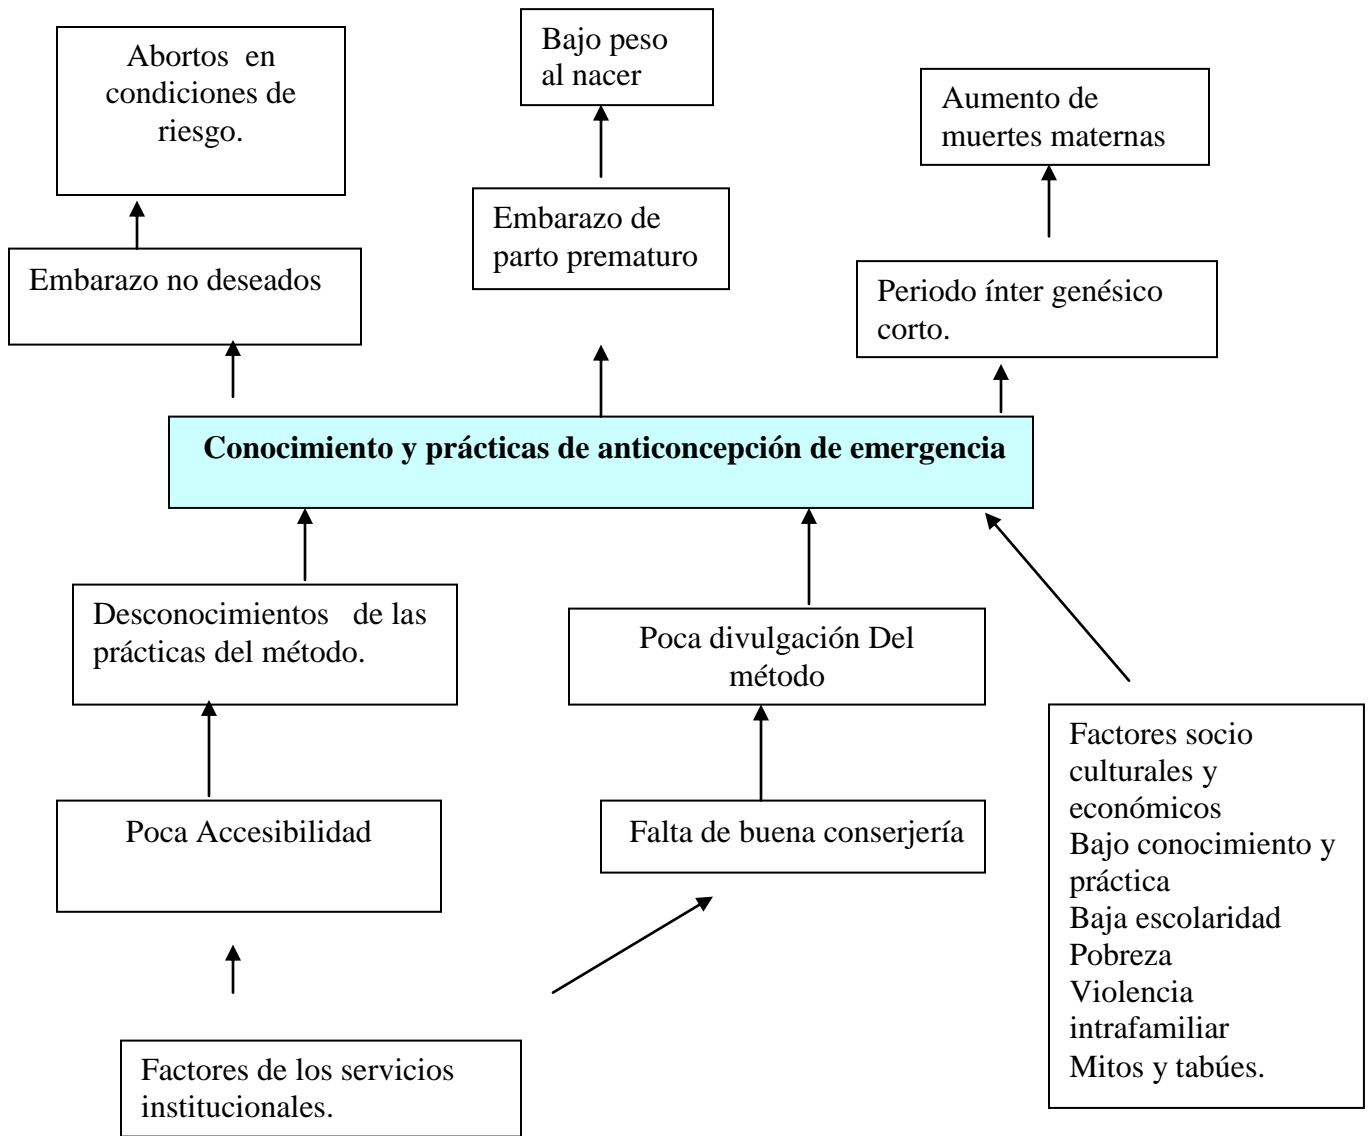 Abortos en
condiciones de
riesgo.
Bajo peso
al nacer
Aumento de
muertes maternas
Embarazo no deseados
Embarazo de
parto prematuro
Periodo ínter genésico
corto.
Conocimiento y prácticas de anticoncepción de emergencia
Desconocimientos de las
prácticas del método.
Poca divulgación Del
método
Poca Accesibilidad
Falta de buena conserjería
Factores socio
culturales y
económicos
Bajo conocimiento y
práctica
Baja escolaridad
Pobreza
Violencia
intrafamiliar
Mitos y tabúes.
Factores de los servicios
institucionales.